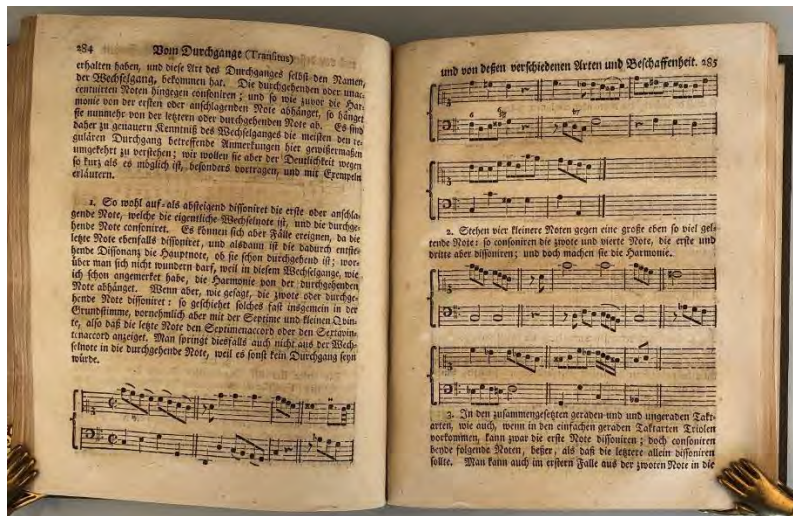 284 Vom Durchgange (Transitus)
erhalten haben, und diese Art des Durchganges selbst den Namen,
der Wechselgang, bekommen hat. Die durchgehenden oder unac-
centuirten Noten hingegen consoniren; und so wie zuvor die Har-
monie von der ersten oder anschlagenden Note abhänget, so hänget
sie nunmehr von der letztern oder durchgehenden Note ab. Es sind
daher zu genauern Kenntniß des Wechselganges die meisten den re-
gulären Durchgang betreffende Anmerkungen hier gewissermaßen
umgekehrt zu verstehen; wir wollen sie aber der Deutlichkeit wegen
so kurz als es möglich ist, besonders vortragen, und mit Exempeln
erläutern.
1. So wohl auf- als absteigend dissoniret die erste oder anschla-
gende Note, welche die eigentliche Wechselnote ist, und die durchge-
hende Note consoniret. Es können sich aber Fälle ereignen, da die
letzte Note ebenfalls dissoniret, und alsdann ist die dadurch entste-
hende Dissonanz die Hauptnote, ob sie schon durchgehend ist; wor-
über man sich nicht wundern darf, weil in diesem Wechselgange, wie
ich schon angemerket habe, die Harmonie von der durchgehenden
Note abhänget. Wenn aber, wie gesagt, die zwote oder durchge-
hende Note dissoniret: so geschiehet solches fast insgemein in der
Grundstimme, vornehmlich aber mit der Septime und kleinen Qvin-
te, also daß die letzte Note den Septimenaccord oder den Sextqvin-
tenaccord anzeiget. Man springt diesfalls auch nicht aus der Wech-
selnote in die durchgehende Note, weil es sonst kein Durchgang seyn
würde.
und von deßen verschiedenen Arten und Beschaffenheit. 285
2. Stehen vier kleinere Noten gegen eine große eben so viel gel-
tende Note: so consoniren die zwote und vierte Note, die erste und
dritte aber dissoniren; und doch machen sie die Harmonie.
3. In den zusammengesetzten geraden und und ungeraden Takt-
arten, wie auch, wenn in den einfachen geraden Taktarten Triolen
vorkommen, kann zwar die erste Note dissoniren; doch consoniren
beyde folgende Noten, beßer, als daß die letztere allein dissoniren
sollte. Man kann auch im erstern Falle aus der zwoten Note in die